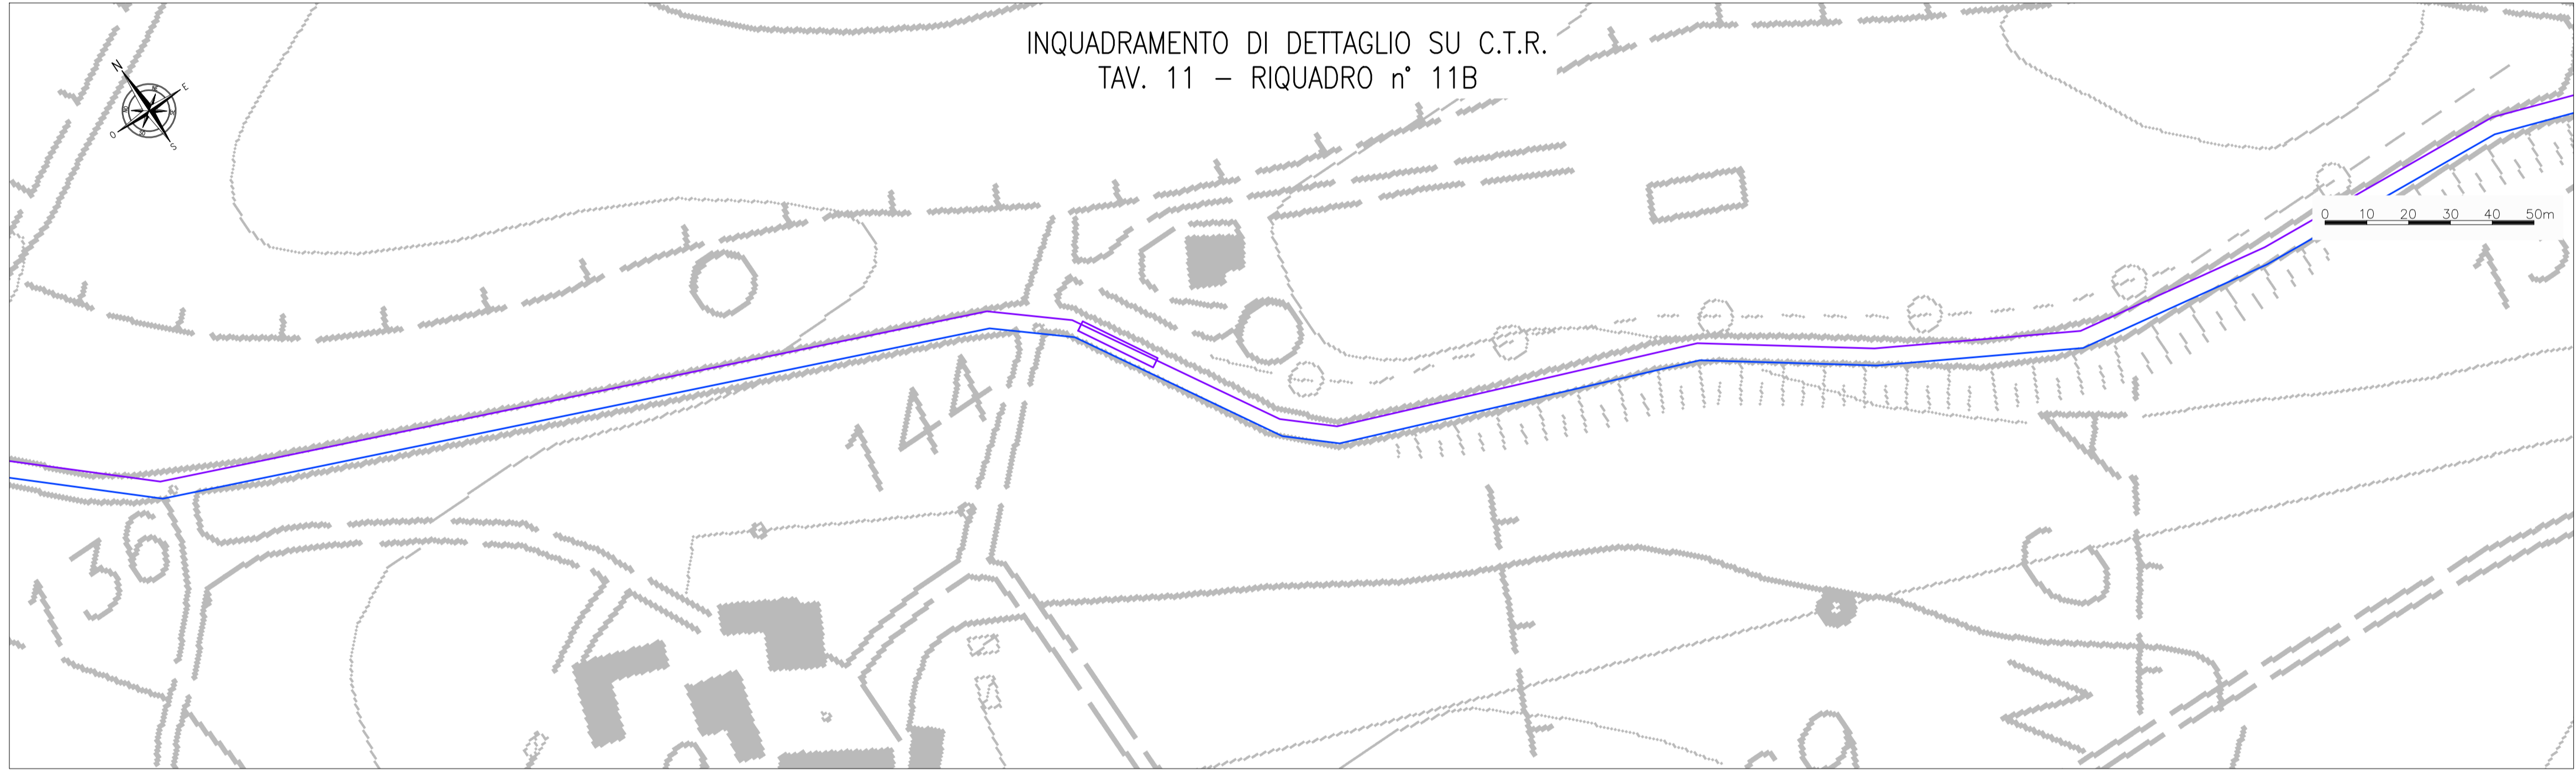 INQUADRAMENTO DI DETTAGLIO SU C.T.R.
TAV. 11 – RIQUADRO n° 11B
N
E
O
S
0 10 20 30 40 50m
144
136